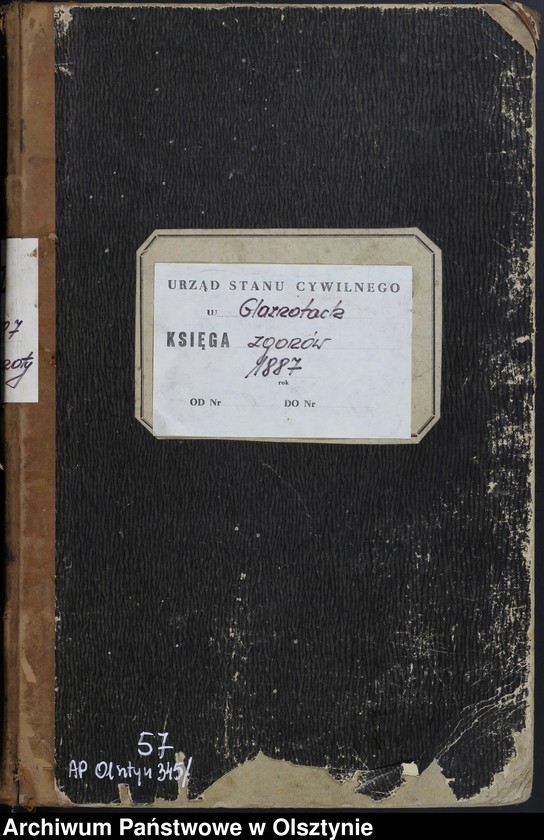 URZĄD STANU CYWILNEGO
w Glaznotach
KSIĘGA zgonów
1887
rok
OD Nr DO Nr
57
AP Olsztyn 345/
Archiwum Państwowe w Olsztynie